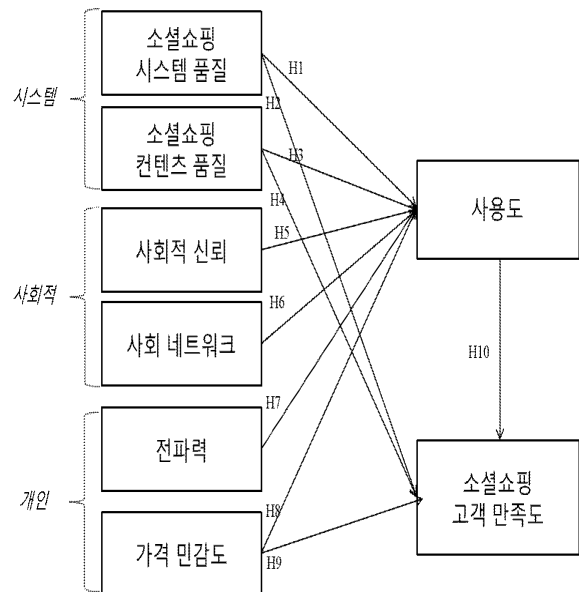 시스템
소셜쇼핑
시스템 품질
H1
H2
소셜쇼핑
컨텐츠 품질
H3
H4
사용도
사회적
사회적 신뢰
H5
사회 네트워크
H6
H10
개인
전파력
H7
소셜쇼핑
고객 만족도
가격 민감도
H8
H9